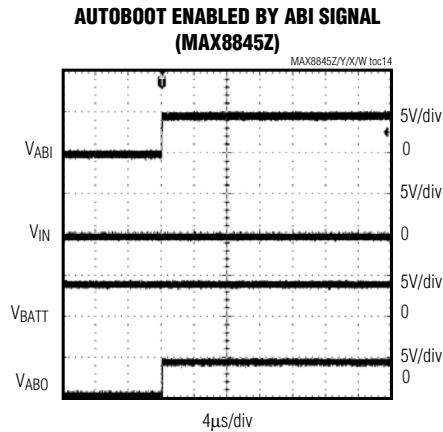 AUTOBOOT ENABLED BY ABI SIGNAL
(MAX8845Z)
MAX8845Z/Y/X/W toc14
T
5V/div
VABI
0
5V/div
VIN
0
5V/div
VBATT
0
5V/div
VABO
0
4µs/div